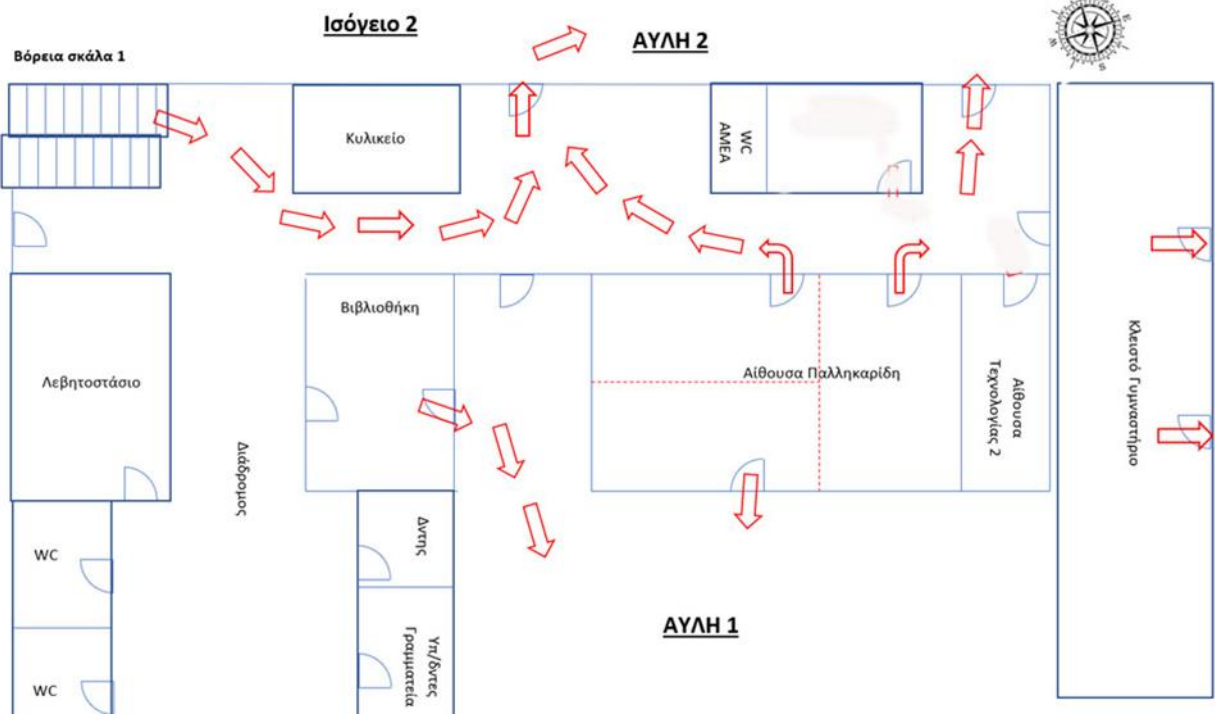 Ισόγειο 2
ΑΥΛΗ 2
Βόρεια σκάλα 1
E
W
S
Κυλικείο
WC
ΑΜΕΑ
Βιβλιοθήκη
Λεβητοστάσιο
Αίθουσα Παλληκαρίδη
Αίθουσα
Τεχνολογίας 2
Κλειστό Γυμναστήριο
Διάδρομος
Δντης
WC
ΑΥΛΗ 1
Υπ/δντες
Γραμματεία
WC